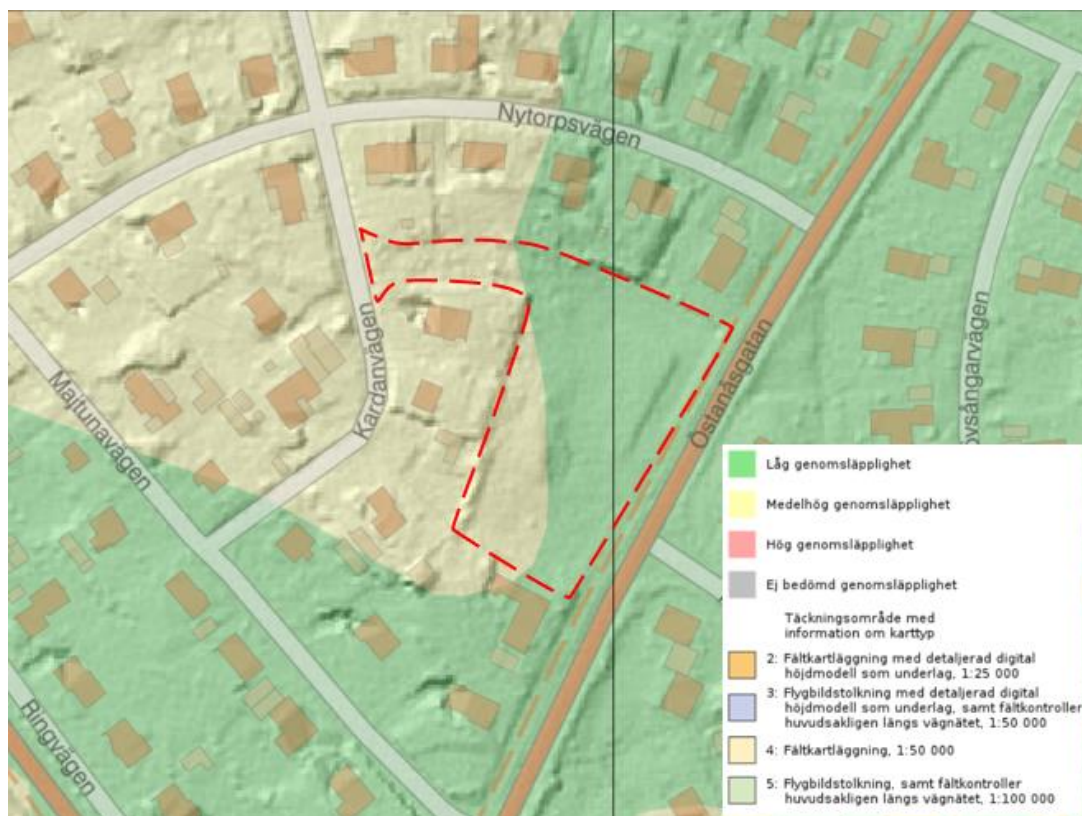 Nytorpsvägen
Kardanvägen
Majtunavägen
Östanåsgatan
ovsångarvägen
Ringvägen
Låg genomsläpplighet
Medelhög genomsläpplighet
Hög genomsläpplighet
Ej bedömd genomsläpplighet
Täckningsområde med
information om karttyp
2: Fältkartläggning med detaljerad digital
höjdmodell som underlag, 1:25 000
3: Flygbildstolkning med detaljerad digital
höjdmodell som underlag, samt fältkontroller
huvudsakligen längs vägnätet, 1:50 000
4: Fältkartläggning, 1:50 000
5: Flygbildstolkning, samt fältkontroller
huvudsakligen längs vägnätet, 1:100 000